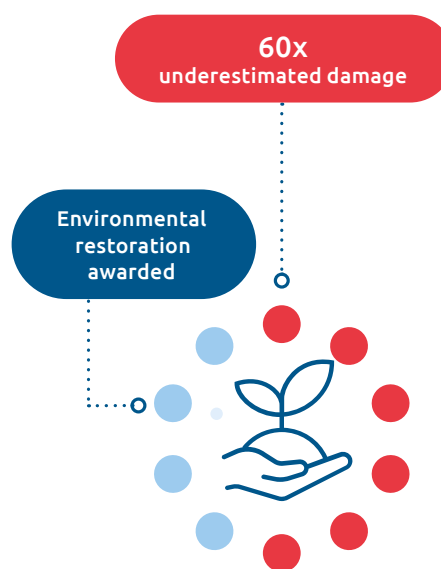 60x
underestimated damage
Environmental
restoration
awarded